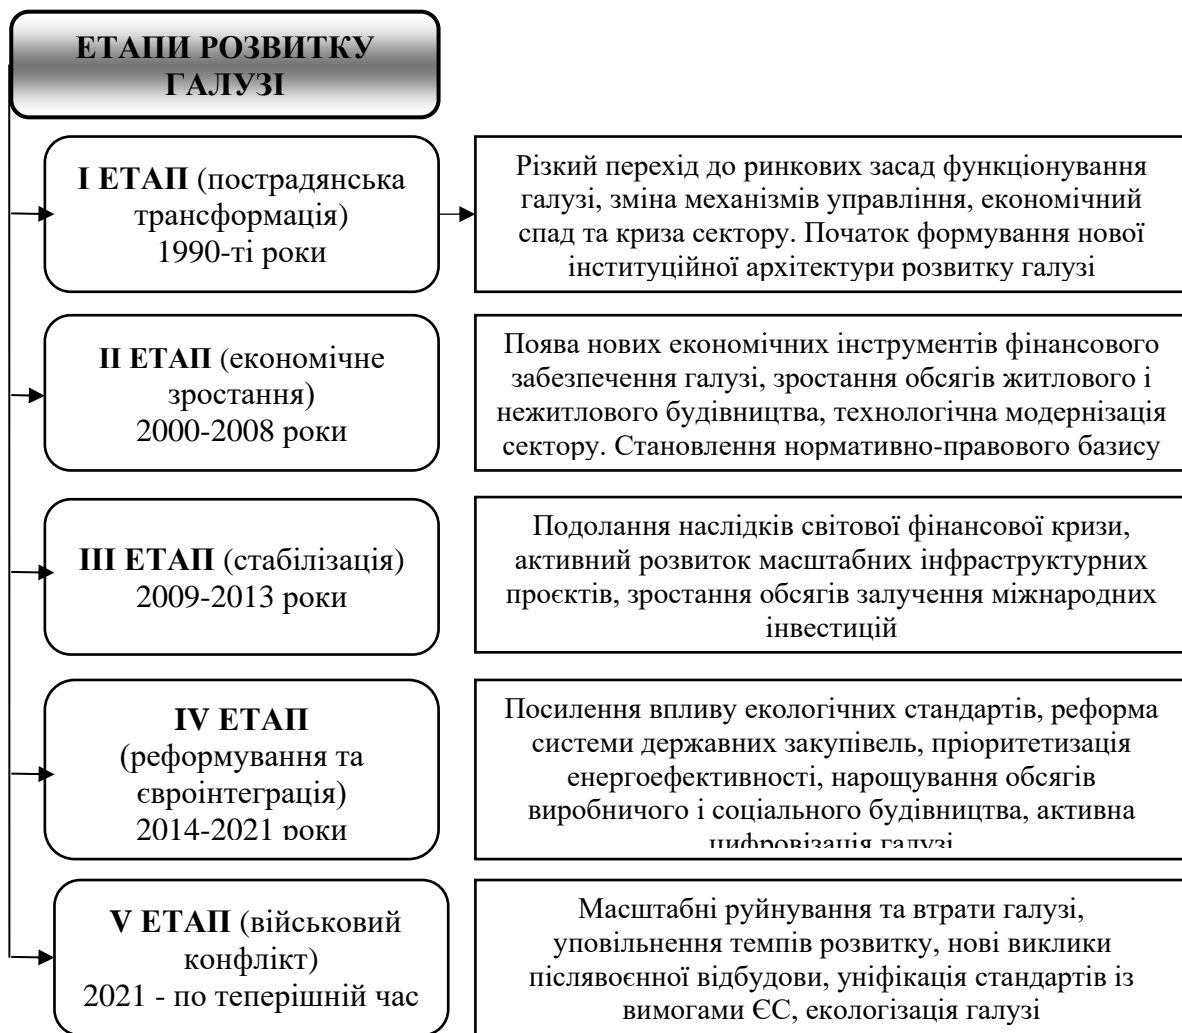 ЕТАПИ РОЗВИТКУ
ГАЛУЗІ
І ЕТАП (пострадянська
трансформація)
1990-ті роки
Різкий перехід до ринкових засад функціонування
галузі, зміна механізмів управління, економічний
спад та криза сектору. Початок формування нової
інституційної архітектури розвитку галузі
ІІ ЕТАП (економічне
зростання)
2000-2008 роки
Поява нових економічних інструментів фінансового
забезпечення галузі, зростання обсягів житлового і
нежитлового будівництва, технологічна модернізація
сектору. Становлення нормативно-правового базису
ІІІ ЕТАП (стабілізація)
2009-2013 роки
Подолання наслідків світової фінансової кризи,
активний розвиток масштабних інфраструктурних
проєктів, зростання обсягів залучення міжнародних
інвестицій
IV ЕТАП
(реформування та
євроінтеграція)
2014-2021 роки
Посилення впливу екологічних стандартів, реформа
системи державних закупівель, пріоритетизація
енергоефективності, нарощування обсягів
виробничого і соціального будівництва, активна
цифровізація галузі
V ЕТАП (військовий
конфлікт)
2021 - по теперішній час
Масштабні руйнування та втрати галузі,
уповільнення темпів розвитку, нові виклики
післявоєнної відбудови, уніфікація стандартів із
вимогами ЄС, екологізація галузі